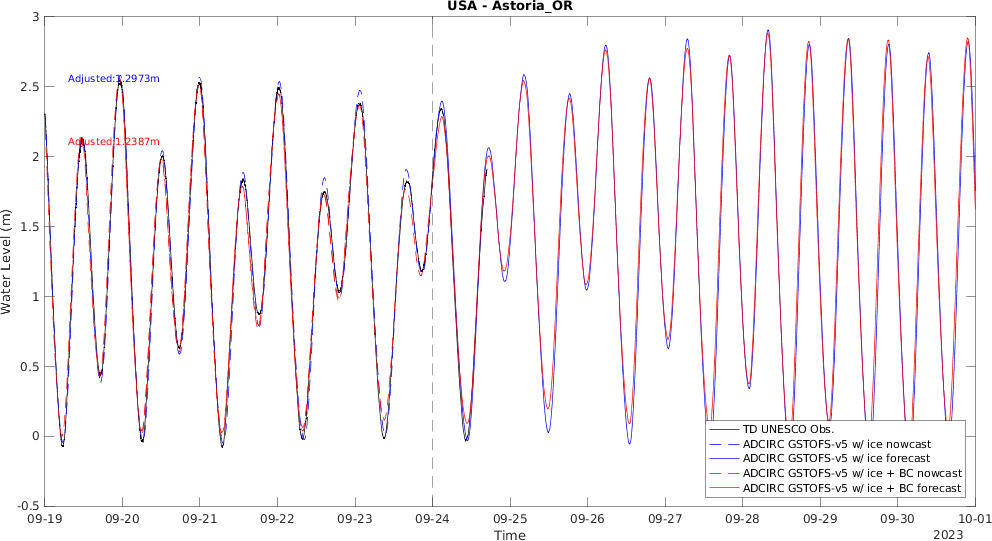 USA - Astoria_OR
3
2.5
2
1.5
1
0.5
0
-0.5
Water Level (m)
Adjusted:1.2973m
Adjusted:1.2387m
TD UNESCO Obs.
ADCIRC GSTOFS-v5 w/ ice nowcast
ADCIRC GSTOFS-v5 w/ ice forecast
ADCIRC GSTOFS-v5 w/ ice + BC nowcast
ADCIRC GSTOFS-v5 w/ ice + BC forecast
09-19 09-20 09-21 09-22 09-23 09-24 09-25 09-26 09-27 09-28 09-29 09-30 10-01
Time
2023